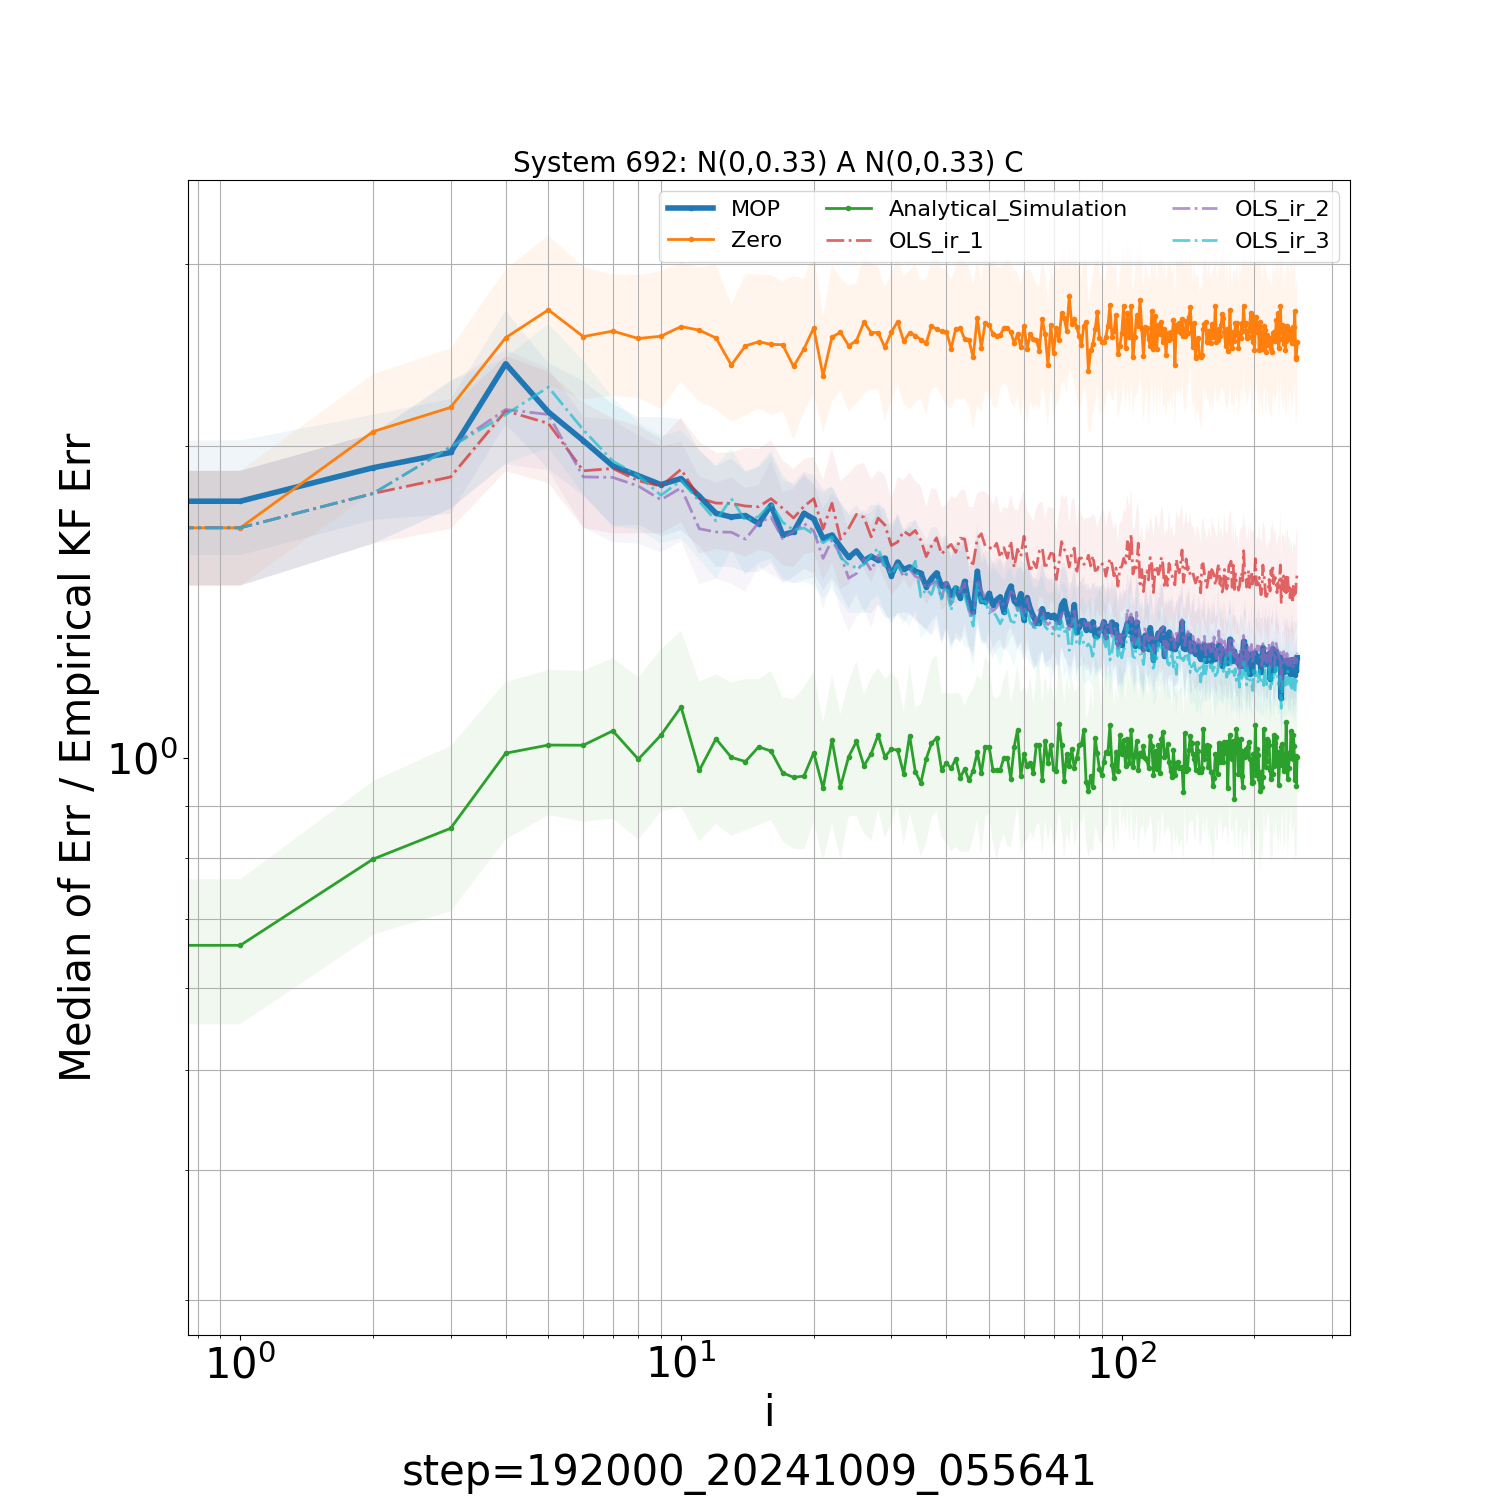 System 692: N(0,0.33) A N(0,0.33) C
MOP
Zero
Analytical_Simulation
OLS_ir_1
OLS_ir_2
OLS_ir_3
Median of Err / Empirical KF Err
10⁰
10⁰ 10¹ 10²
i
step=192000_20241009_055641